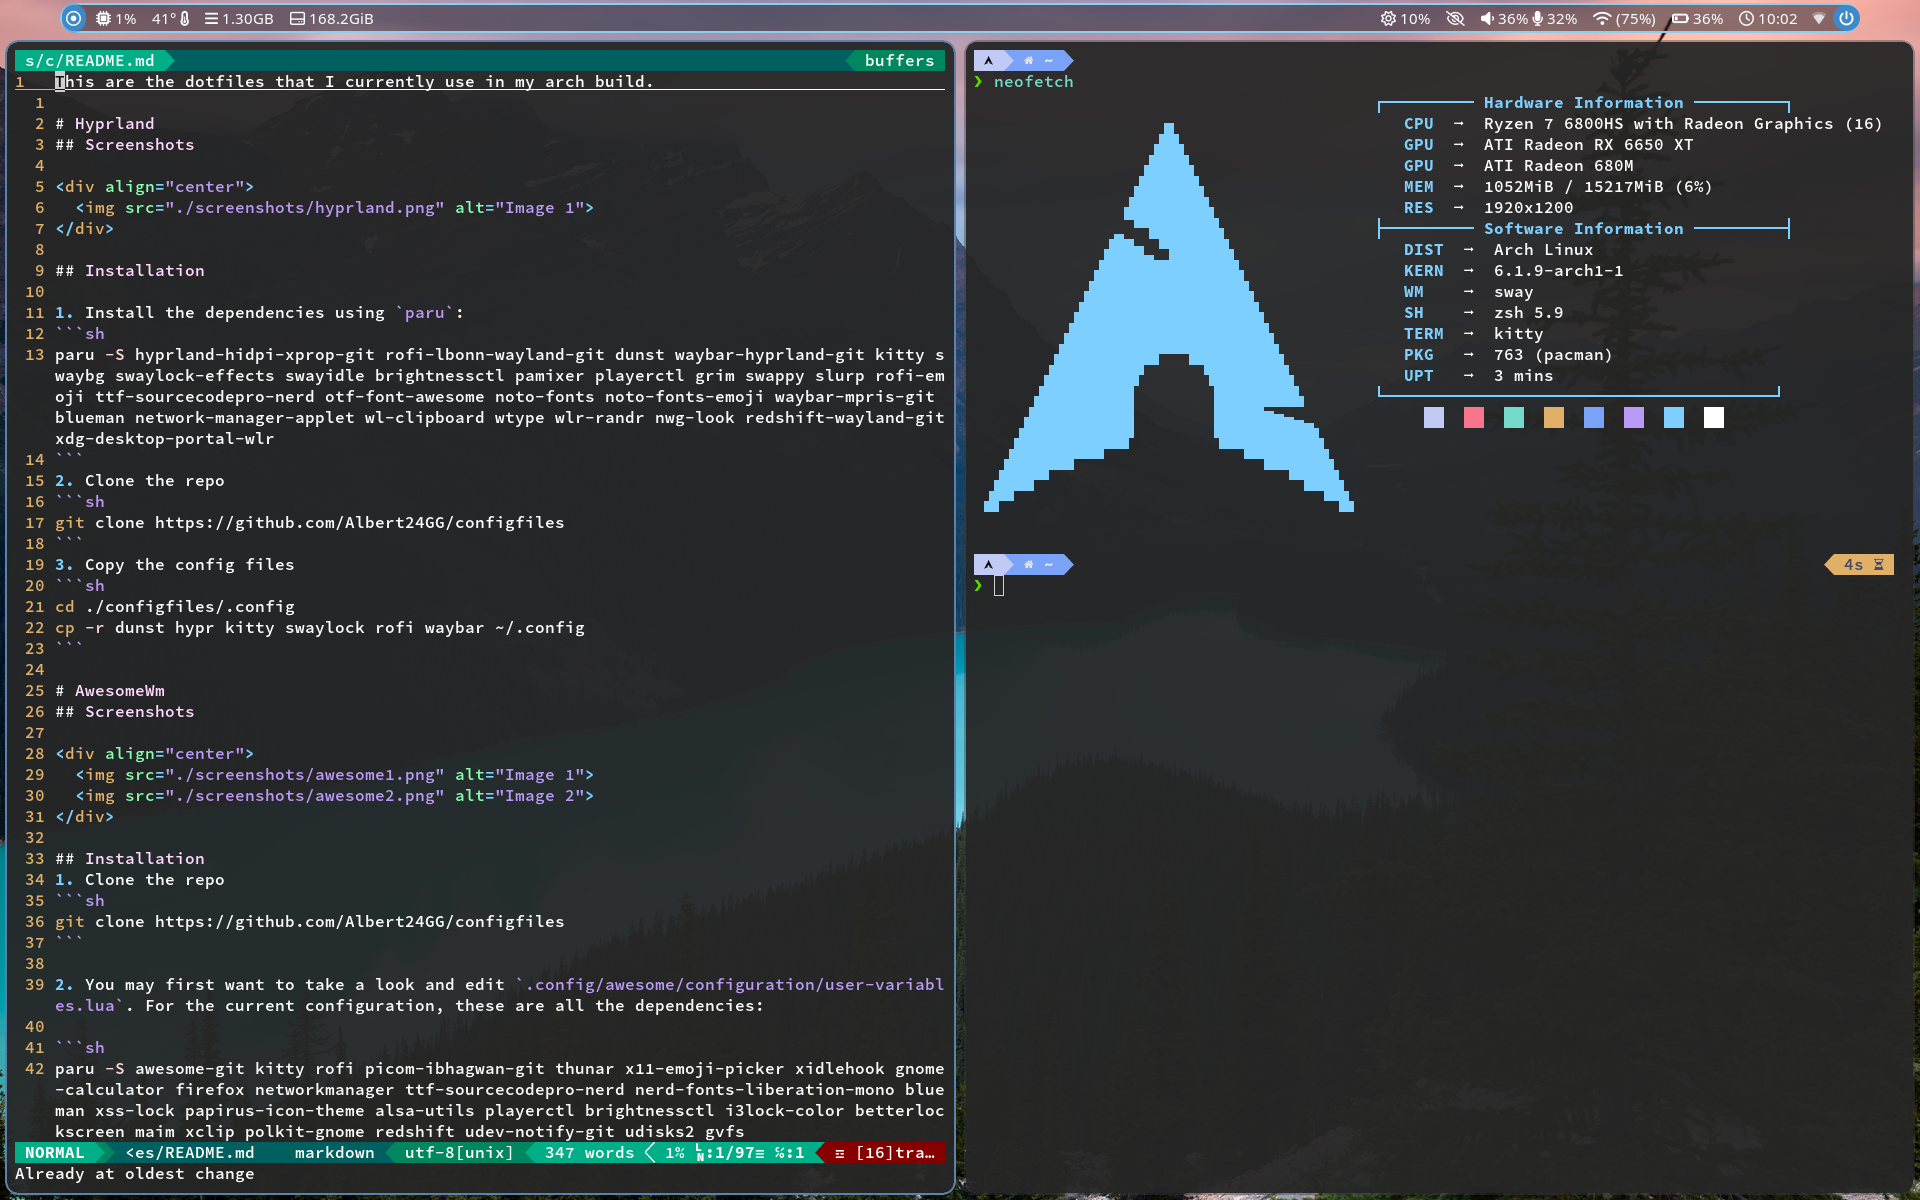 1% 41° 1.30GB 168.2GiB 10% 36% 32% (75%) 36% 10:02
s/c/README.md buffers
1 This are the dotfiles that I currently use in my arch build.
1
2 # Hyprland
3 ## Screenshots
4
5 <div align="center">
6 <img src="./screenshots/hyprland.png" alt="Image 1">
7 </div>
8
9 ## Installation
10
11 1. Install the dependencies using `paru`:
12 ```sh
13 paru -S hyprland-hidpi-xprop-git rofi-lbonn-wayland-git dunst waybar-hyprland-git kitty s
waybg swaylock-effects swayidle brightnessctl pamixer playerctl grim swappy slurp rofi-em
oji ttf-sourcecodepro-nerd otf-font-awesome noto-fonts noto-fonts-emoji waybar-mpris-git
blueman network-manager-applet wl-clipboard wtype wlr-randr nwg-look redshift-wayland-git
xdg-desktop-portal-wlr
14 ```
15 2. Clone the repo
16 ```sh
17 git clone https://github.com/Albert24GG/configfiles
18 ```
19 3. Copy the config files
20 ```sh
21 cd ./configfiles/.config
22 cp -r dunst hypr kitty swaylock rofi waybar ~/.config
23 ```
24
25 # AwesomeWm
26 ## Screenshots
27
28 <div align="center">
29 <img src="./screenshots/awesome1.png" alt="Image 1">
30 <img src="./screenshots/awesome2.png" alt="Image 2">
31 </div>
32
33 ## Installation
34 1. Clone the repo
35 ```sh
36 git clone https://github.com/Albert24GG/configfiles
37 ```
38
39 2. You may first want to take a look and edit `.config/awesome/configuration/user-variabl
es.lua`. For the current configuration, these are all the dependencies:
40
41 ```sh
42 paru -S awesome-git kitty rofi picom-ibhagwan-git thunar x11-emoji-picker xidlehook gnome
-calculator firefox networkmanager ttf-sourcecodepro-nerd nerd-fonts-liberation-mono blue
man xss-lock papirus-icon-theme alsa-utils playerctl brightnessctl i3lock-color betterloc
kscreen maim xclip polkit-gnome redshift udev-notify-git udisks2 gvfs
NORMAL <es/README.md markdown utf-8[unix] 347 words 1% LN:1/97≡ %:1 ☲ [16]tra…
Already at oldest change
~
❯ neofetch
Hardware Information
CPU → Ryzen 7 6800HS with Radeon Graphics (16)
GPU → ATI Radeon RX 6650 XT
GPU → ATI Radeon 680M
MEM → 1052MiB / 15217MiB (6%)
RES → 1920x1200
Software Information
DIST → Arch Linux
KERN → 6.1.9-arch1-1
WM → sway
SH → zsh 5.9
TERM → kitty
PKG → 763 (pacman)
UPT → 3 mins
~ 4s
❯